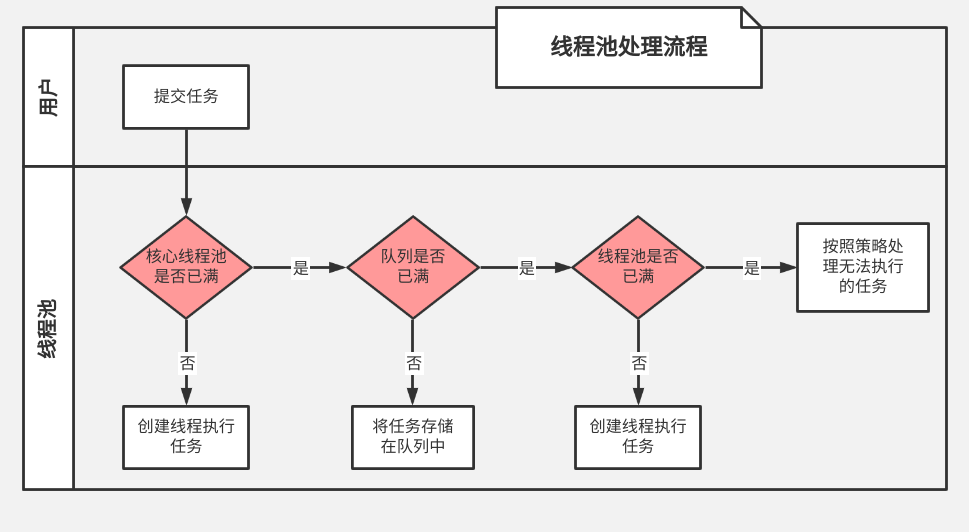 线程池处理流程
用户
提交任务
线程池
核心线程池
是否已满
是
队列是否
已满
是
线程池是否
已满
是
按照策略处
理无法执行
的任务
否
否
否
创建线程执行
任务
将任务存储
在队列中
创建线程执行
任务